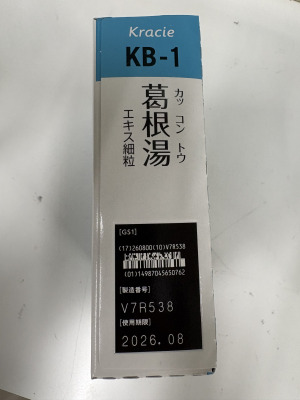 Kracie
KB-1
葛根湯
カッコントウ
エキス細粒
[GS1]
(17)260800(10)V7R538
(01)14987045650762
[製造番号]
V7R538
[使用期限]
2026.08